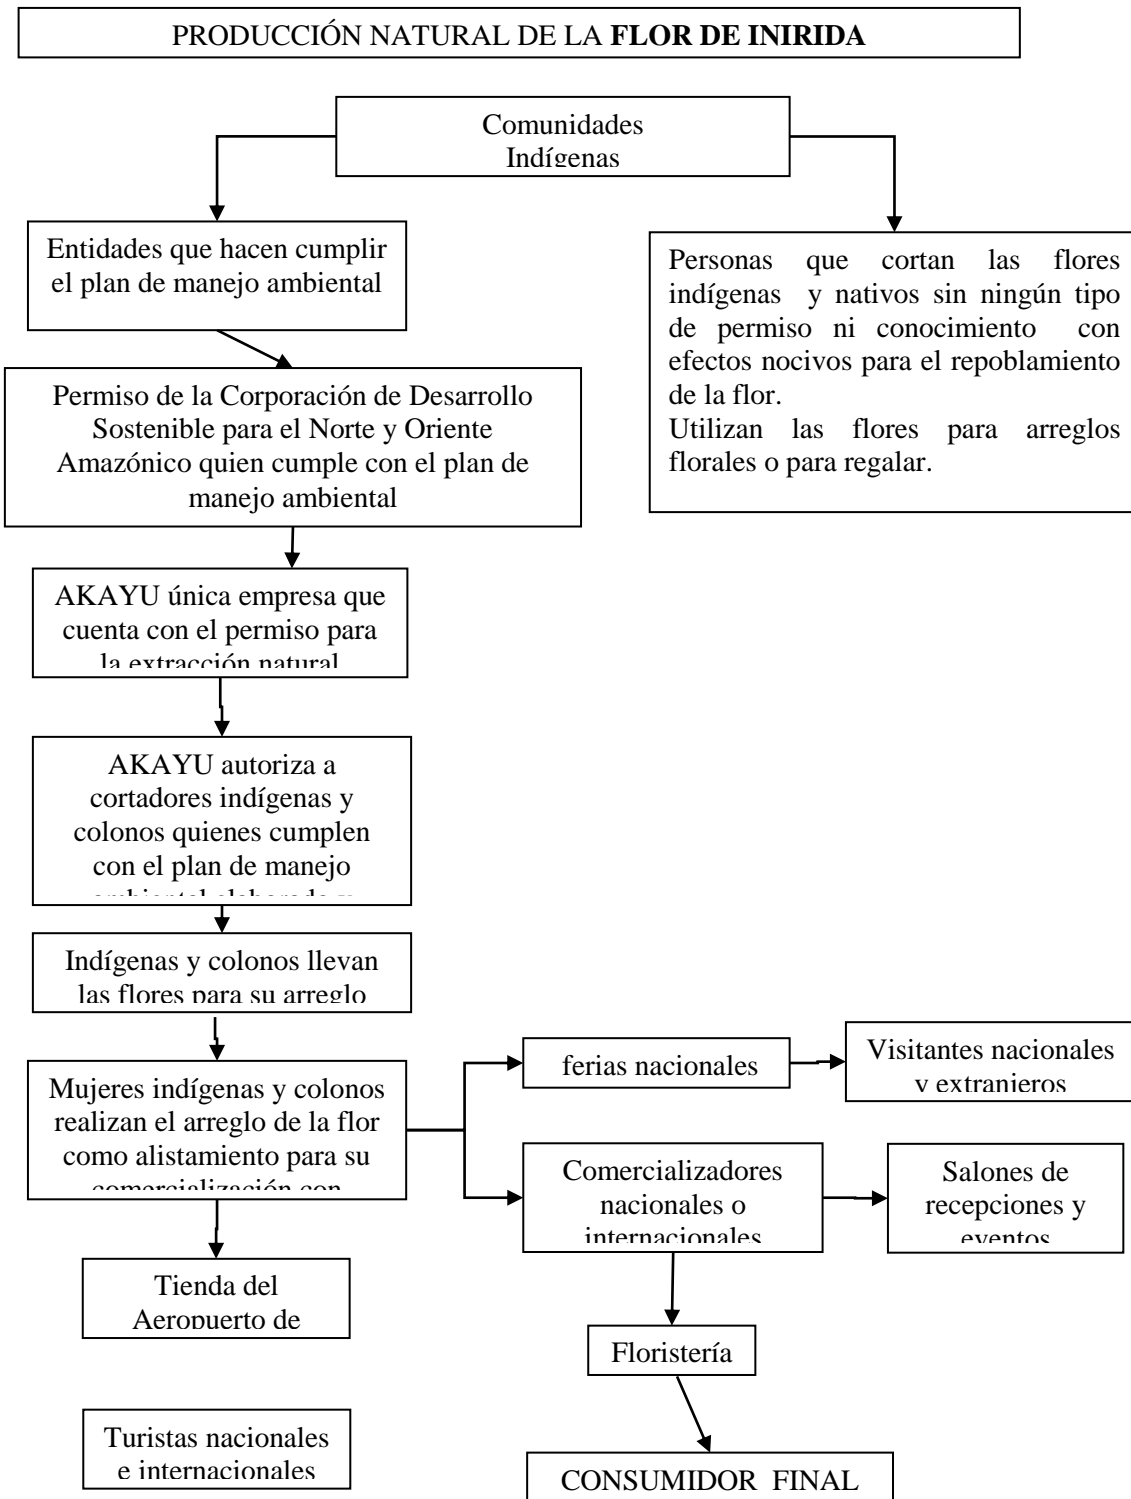 PRODUCCIÓN NATURAL DE LA FLOR DE INIRIDA
Comunidades
Indígenas
Entidades que hacen cumplir
el plan de manejo ambiental
Personas que cortan las flores
indígenas y nativos sin ningún tipo
de permiso ni conocimiento con
efectos nocivos para el repoblamiento
de la flor.
Utilizan las flores para arreglos
florales o para regalar.
Permiso de la Corporación de Desarrollo
Sostenible para el Norte y Oriente
Amazónico quien cumple con el plan de
manejo ambiental
AKAYU única empresa que
cuenta con el permiso para
la extracción natural
AKAYU autoriza a
cortadores indígenas y
colonos quienes cumplen
con el plan de manejo
ambiental elaborado y
Indígenas y colonos llevan
las flores para su arreglo
Mujeres indígenas y colonos
realizan el arreglo de la flor
como alistamiento para su
comercialización con
ferias nacionales
Visitantes nacionales
y extranjeros
Comercializadores
nacionales o
internacionales
Salones de
recepciones y
eventos
Tienda del
Aeropuerto de
Floristería
Turistas nacionales
e internacionales
CONSUMIDOR FINAL